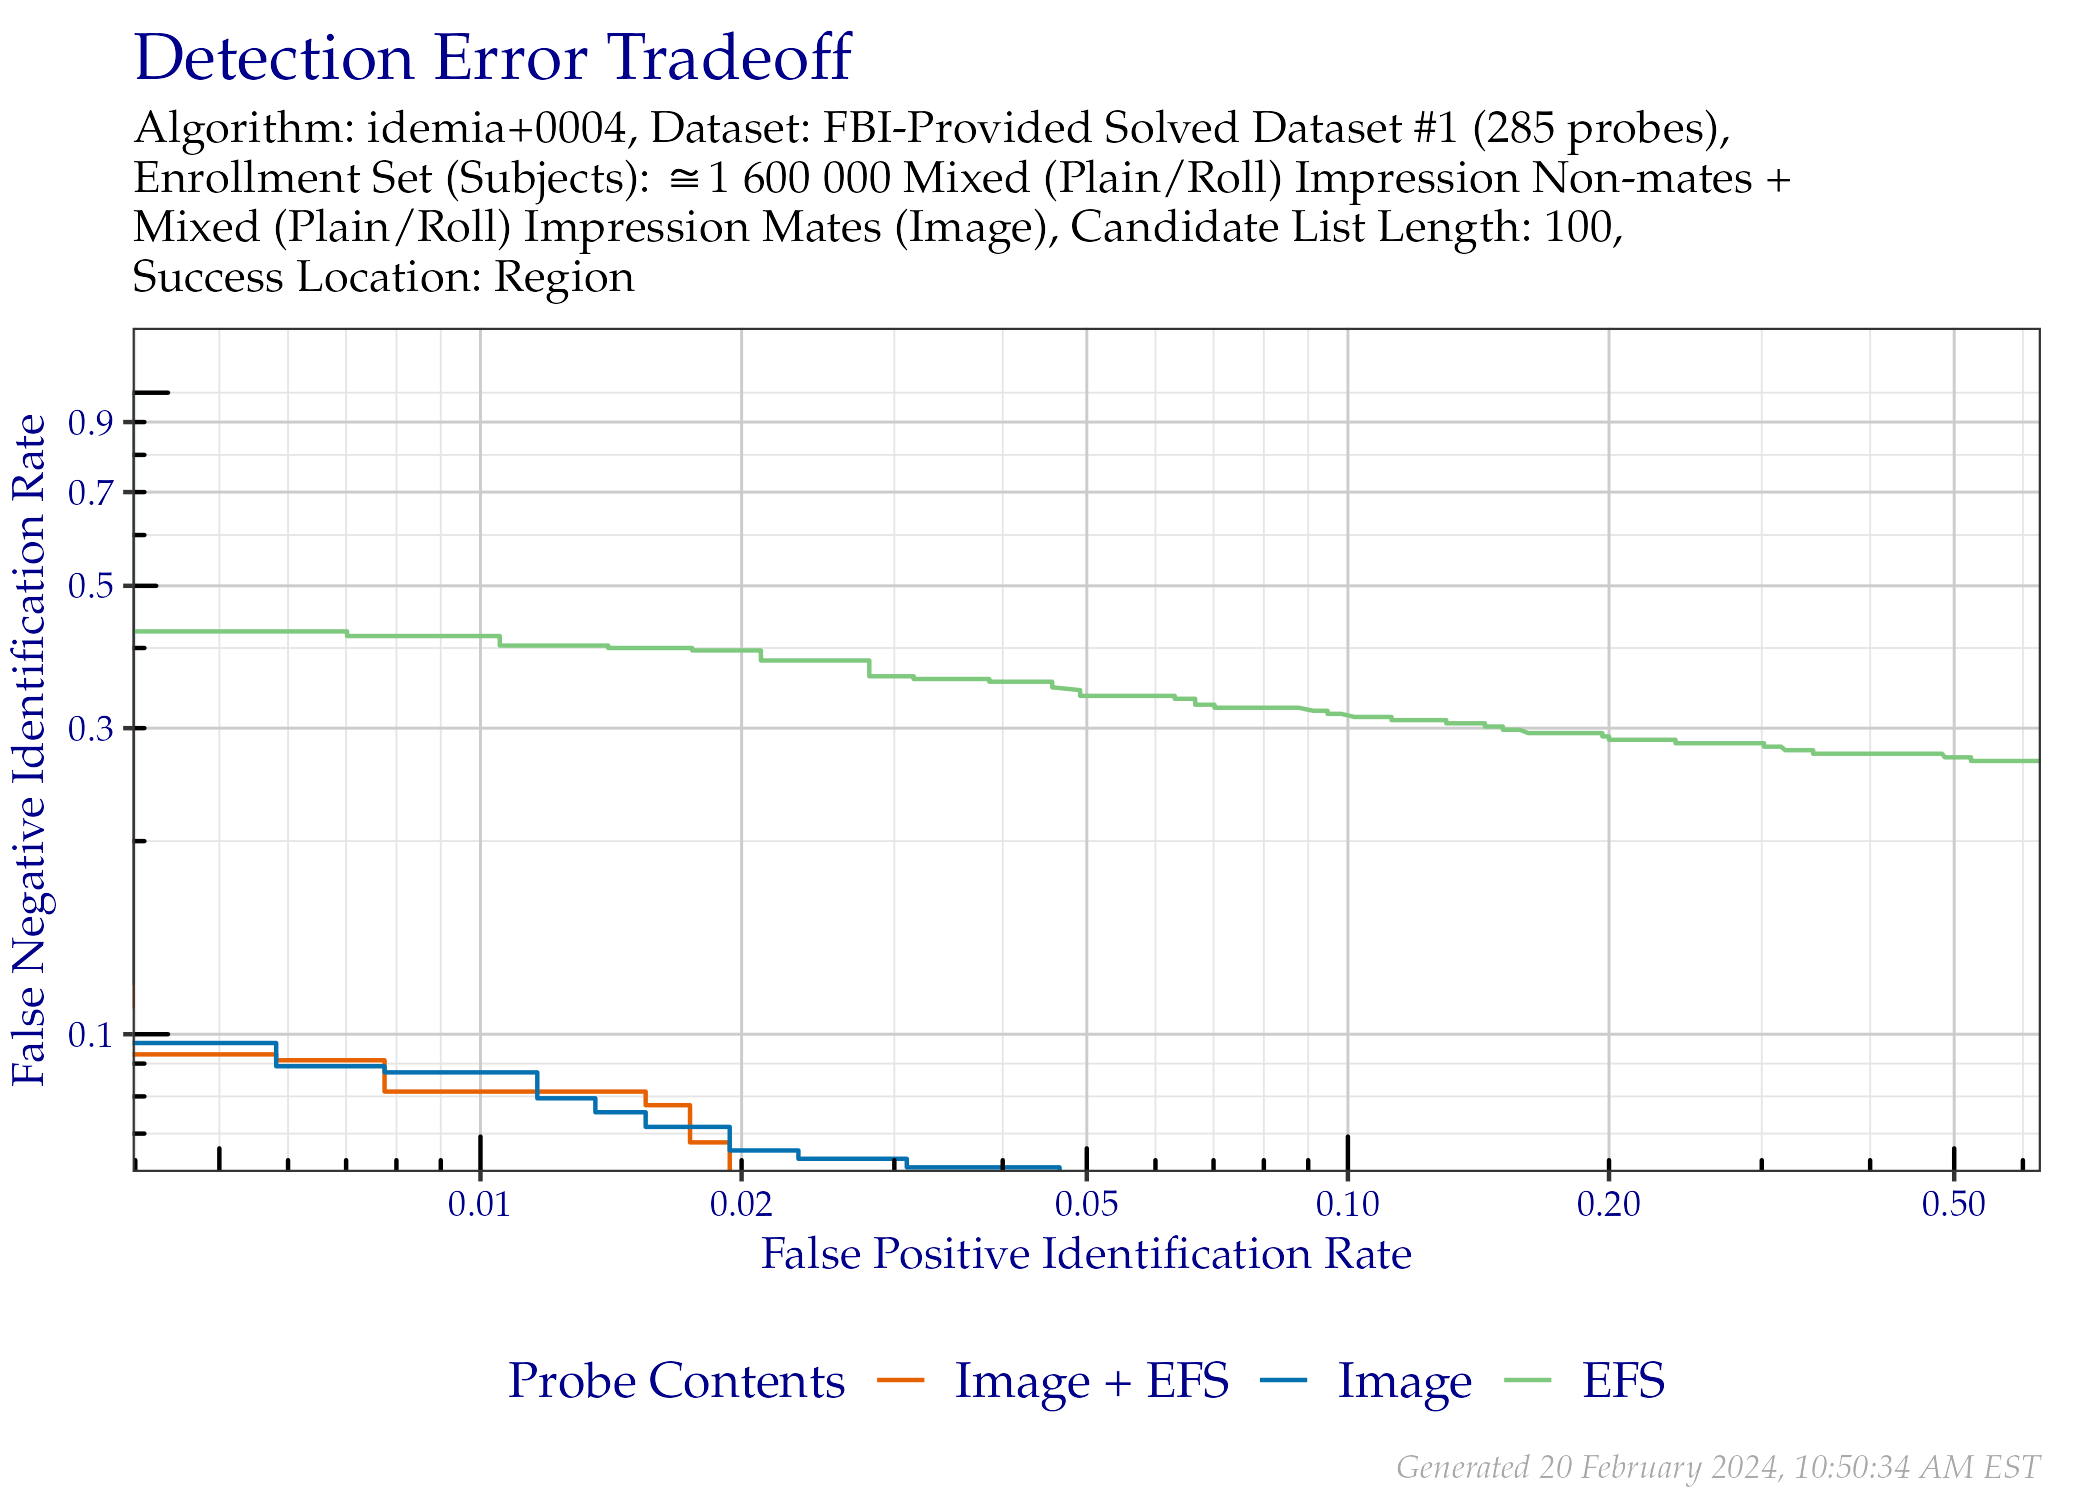 Detection Error Tradeoff
Algorithm: idemia+0004, Dataset: FBI-Provided Solved Dataset #1 (285 probes),
Enrollment Set (Subjects): ≅1 600 000 Mixed (Plain/Roll) Impression Non-mates +
Mixed (Plain/Roll) Impression Mates (Image), Candidate List Length: 100,
Success Location: Region
False Negative Identification Rate
0.9
0.7
0.5
0.3
0.1
0.01 0.02 0.05 0.10 0.20 0.50
False Positive Identification Rate
Probe Contents Image + EFS Image EFS
Generated 20 February 2024, 10:50:34 AM EST